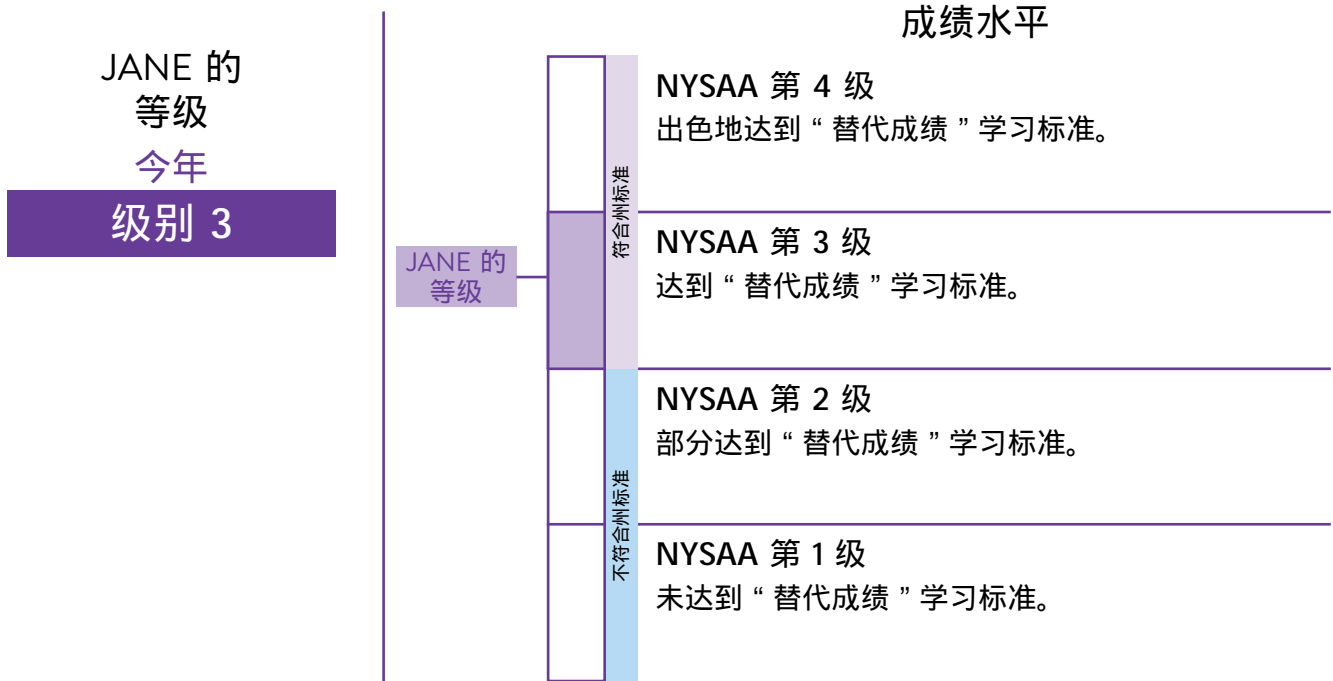 JANE 的
等级
今年
级别 3
成绩水平
NYSAA 第 4 级
出色地达到“替代成绩”学习标准。
符合州标准
JANE 的
等级
NYSAA 第 3 级
达到“替代成绩”学习标准。
NYSAA 第 2 级
部分达到“替代成绩”学习标准。
不符合州标准
NYSAA 第 1 级
未达到“替代成绩”学习标准。